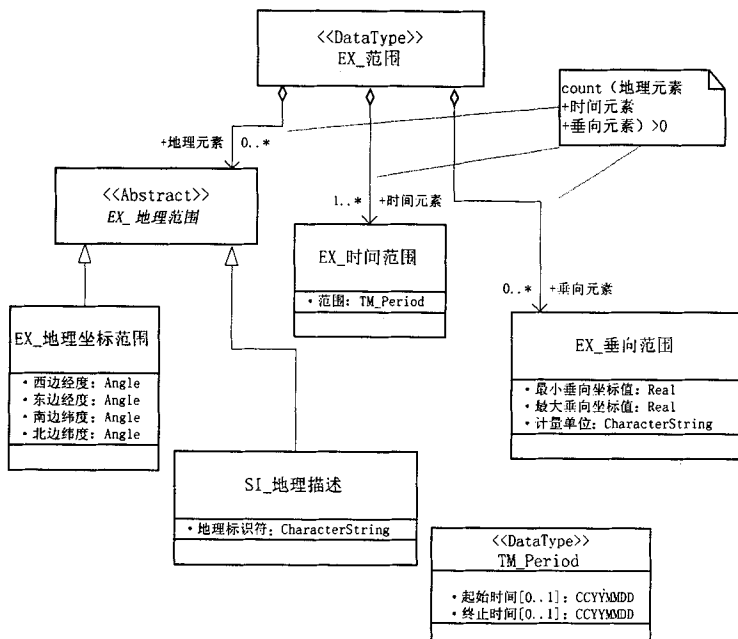 <<DataType>>
EX_范围
count（地理元素
+时间元素
+垂向元素）>0
+地理元素 0..*
<<Abstract>>
EX_地理范围
1..* +时间元素
EX_时间范围
•范围：TM_Period
0..* +垂向元素
EX_地理坐标范围
•西边经度：Angle
•东边经度：Angle
•南边纬度：Angle
•北边纬度：Angle
EX_垂向范围
•最小垂向坐标值：Real
•最大垂向坐标值：Real
•计量单位：CharacterString
SI_地理描述
•地理标识符：CharacterString
<<DataType>>
TM_Period
•起始时间[0..1]：CCYYMMDD
•终止时间[0..1]：CCYYMMDD